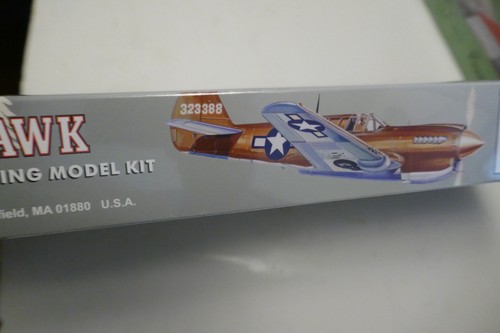 AWK
ING MODEL KIT
field, MA 01880 U.S.A.
323388